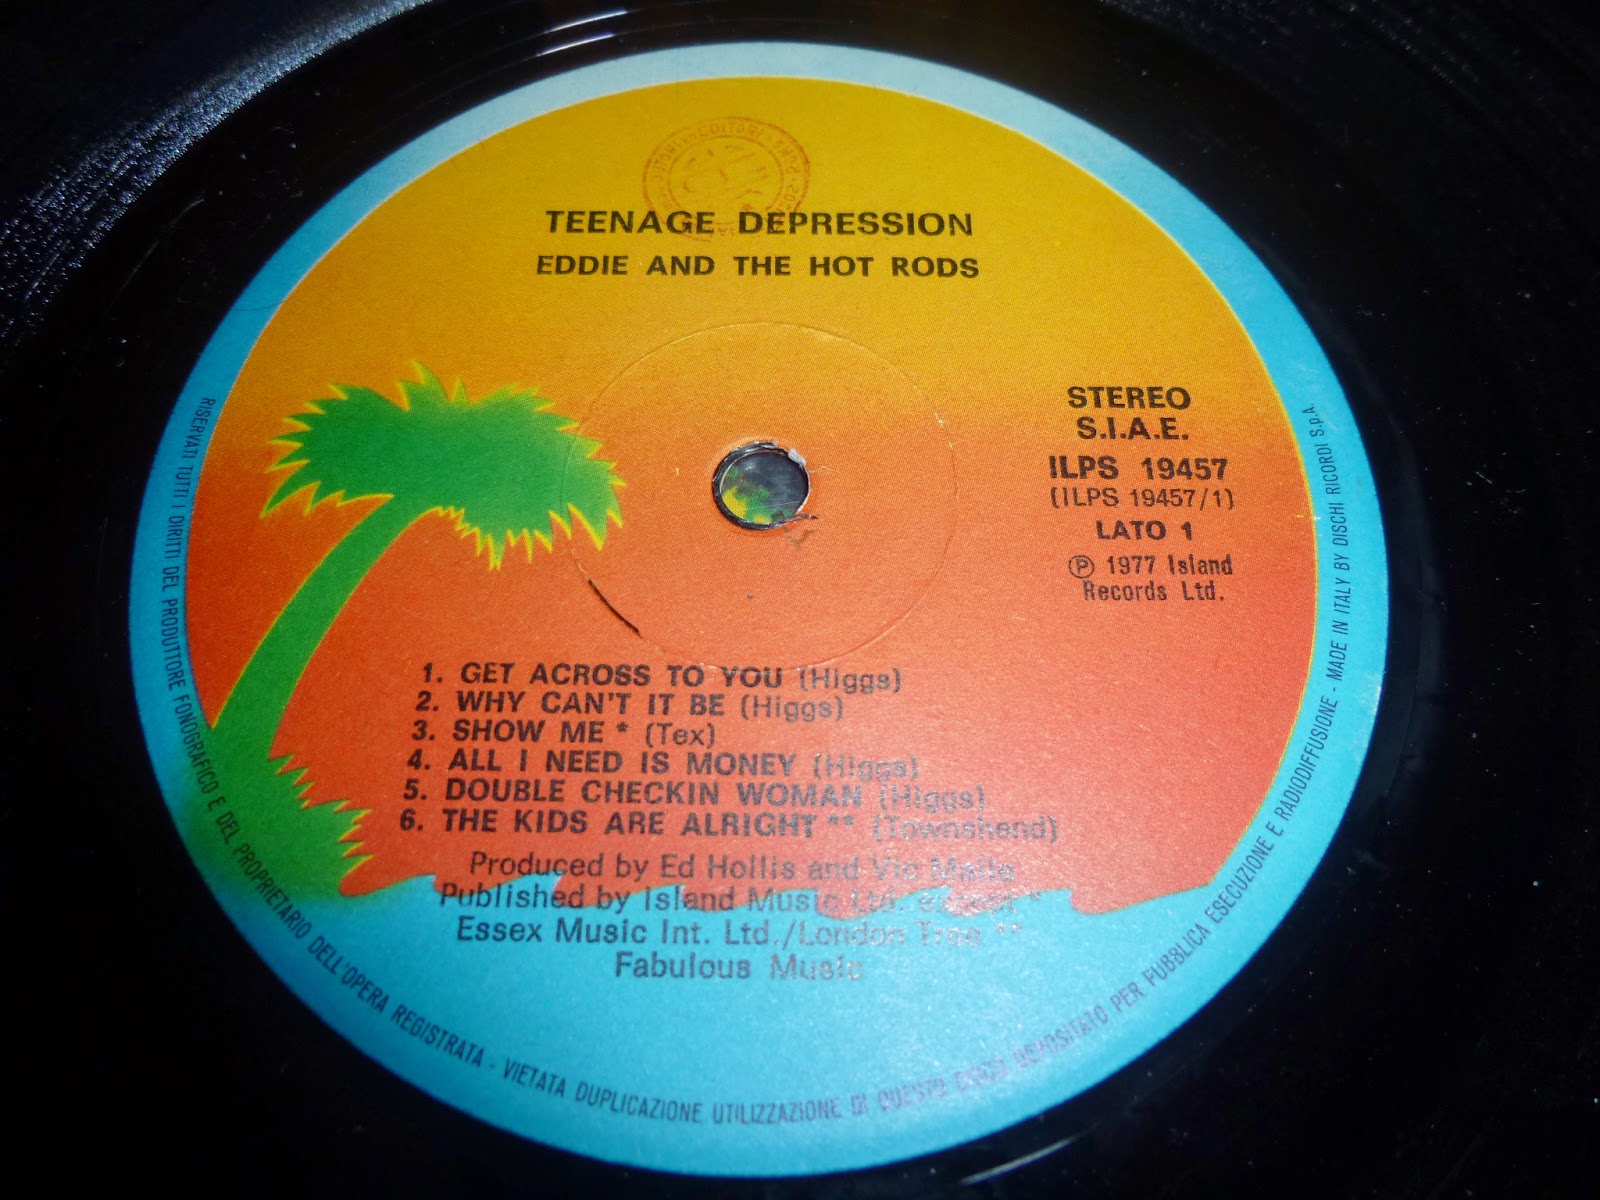 TEENAGE DEPRESSION
EDDIE AND THE HOT RODS
STEREO
S.I.A.E.
ILPS 19457
(ILPS 19457/1)
LATO 1
Ⓟ 1977 Island
Records Ltd.
1. GET ACROSS TO YOU (Higgs)
2. WHY CAN'T IT BE (Higgs)
3. SHOW ME * (Tex)
4. ALL I NEED IS MONEY (Higgs)
5. DOUBLE CHECKIN WOMAN (Higgs)
6. THE KIDS ARE ALRIGHT ** (Townshend)
Produced by Ed Hollis and Vic Maile
Published by Island Music Ltd. except *
Essex Music Int. Ltd./London Tree **
Fabulous Music
RISERVATI TUTTI I DIRITTI DEL PRODUTTORE FONOGRAFICO E DEL PROPRIETARIO DELL'OPERA REGISTRATA - VIETATA DUPLICAZIONE UTILIZZAZIONE DI QUESTO DISCO DEPOSITATO PER PUBBLICA ESECUZIONE E RADIODIFFUSIONE - MADE IN ITALY BY DISCHI RICORDI S.p.A.
EDITORI